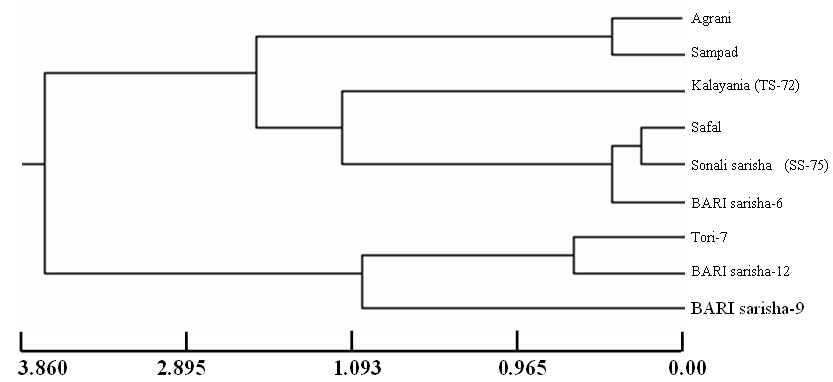 Agrani
Sampad
Kalayania (TS-72)
Safal
Sonali sarisha (SS-75)
BARI sarisha-6
Tori-7
BARI sarisha-12
BARI sarisha-9
3.860 2.895 1.093 0.965 0.00